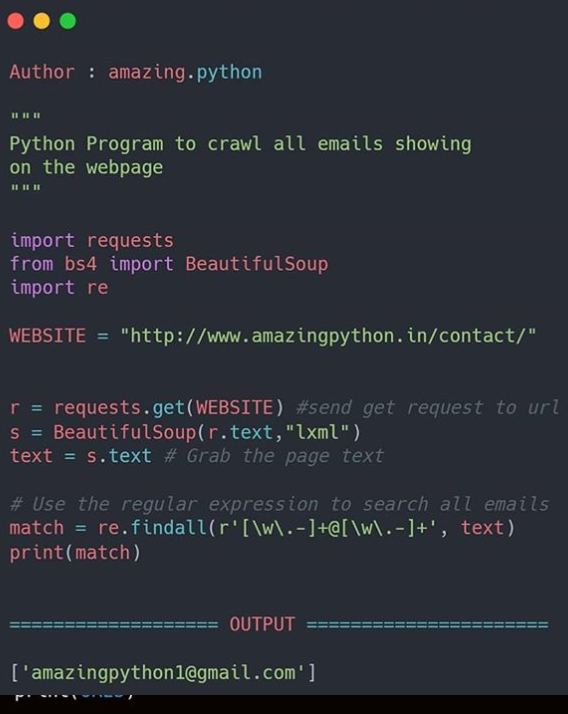 Author : amazing.python
"""
Python Program to crawl all emails showing
on the webpage
"""
import requests
from bs4 import BeautifulSoup
import re
WEBSITE = "http://www.amazingpython.in/contact/"
r = requests.get(WEBSITE) #send get request to url
s = BeautifulSoup(r.text,"lxml")
text = s.text # Grab the page text
# Use the regular expression to search all emails
match = re.findall(r'[\w\.-]+@[\w\.-]+', text)
print(match)
=================== OUTPUT ======================
['amazingpython1@gmail.com']